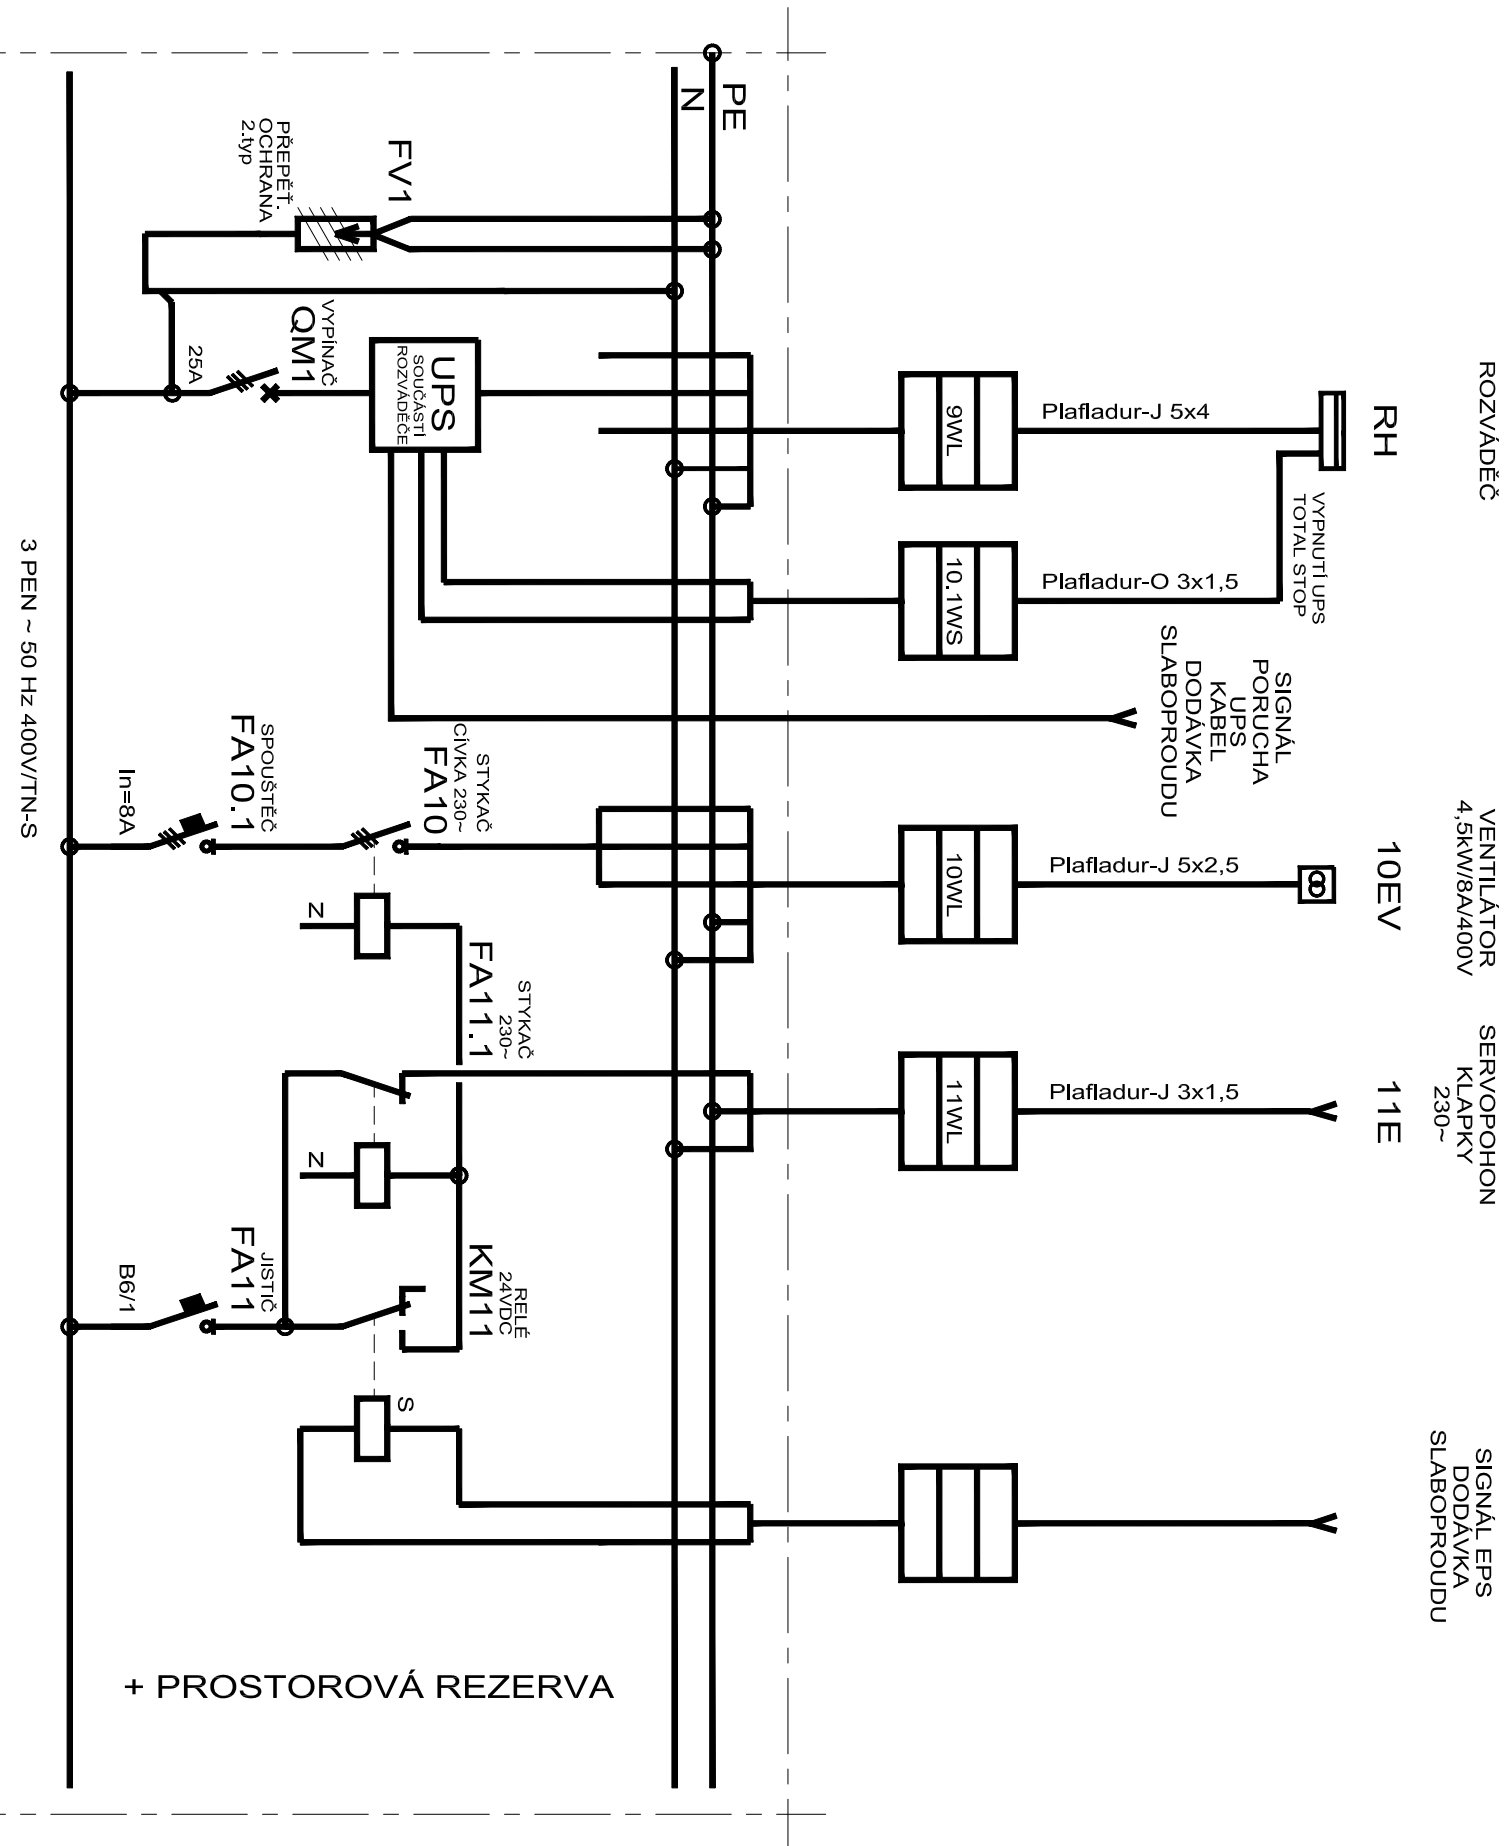 PE
N
FV1
PŘEPĚŤ.
OCHRANA
2.typ
VYPÍNAČ
QM1
25A
UPS
SOUČÁSTÍ
ROZVÁDĚČE
ROZVÁDĚČ
RH
9WL
Plafladur-J 5x4
VYPNUTÍ UPS
TOTAL STOP
10.1WS
Plafladur-O 3x1,5
SIGNÁL
PORUCHA
UPS
KABEL
DODÁVKA
SLABOPROUDU
3 PEN ~ 50 Hz 400V/TN-S
SPOUŠTĚČ
FA10.1
In=8A
STYKAČ
CÍVKA 230~
FA10
VENTILÁTOR
4,5kW/8A/400V
10EV
10WL
Plafladur-J 5x2,5
N
STYKAČ
230~
FA11.1
SERVOPOHON
KLAPKY
230~
11E
11WL
Plafladur-J 3x1,5
N
JISTIČ
FA11
B6/1
RELÉ
24VDC
KM11
S
SIGNÁL EPS
DODÁVKA
SLABOPROUDU
+ PROSTOROVÁ REZERVA